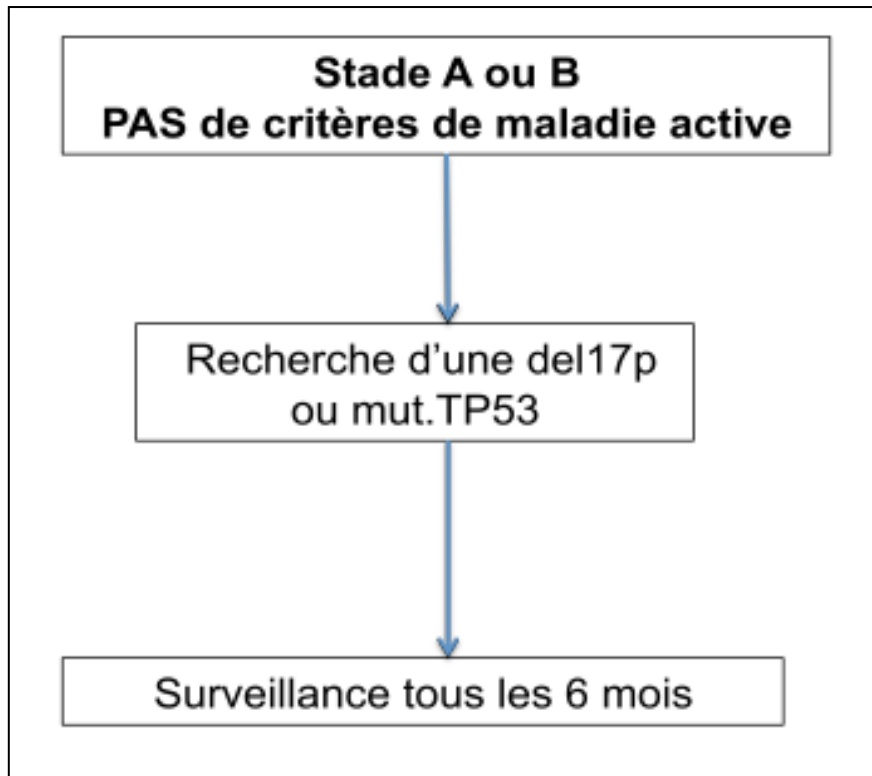 Stade A ou B
PAS de critères de maladie active
Recherche d'une del17p
ou mut.TP53
Surveillance tous les 6 mois